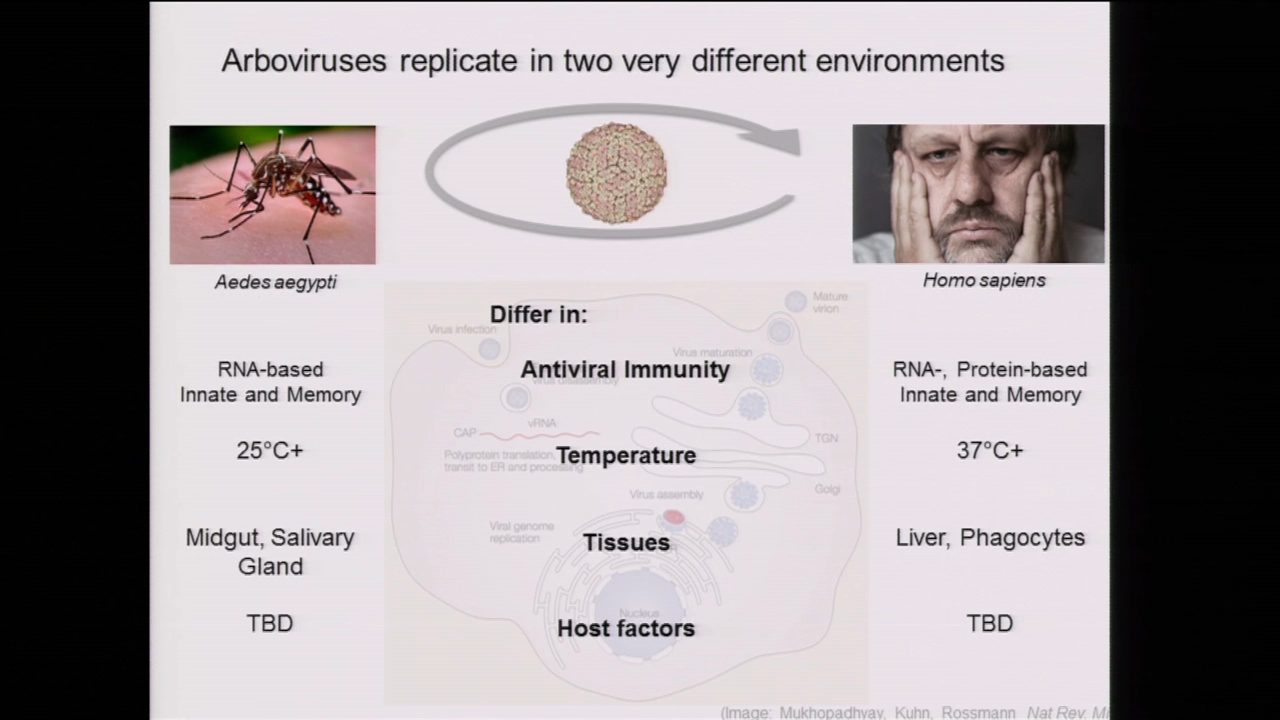 Arboviruses replicate in two very different environments
Aedes aegypti
Homo sapiens
Differ in:
Virus infection
Mature
virion
Virus maturation
RNA-based
Innate and Memory
Antiviral Immunity
Virus disassembly
RNA-, Protein-based
Innate and Memory
25°C+
vRNA
CAP
Polyprotein translation,
transit to ER and processing
Temperature
TGN
37°C+
Virus assembly
Golgi
Viral genome
replication
Midgut, Salivary
Gland
Tissues
Liver, Phagocytes
TBD
Nucleus
Host factors
TBD
(Image: Mukhopadhyay, Kuhn, Rossmann Nat Rev.